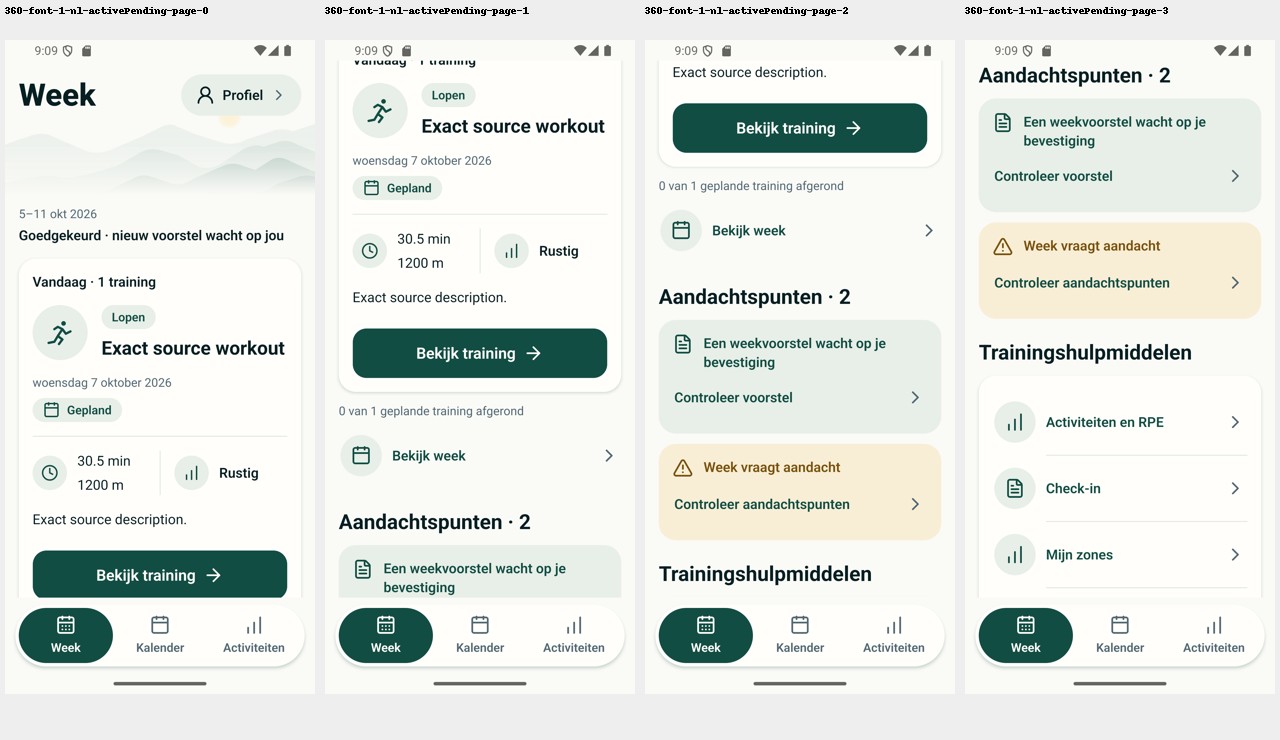 360-font-1-nl-activePending-page-0
9:09
Week
Profiel
5–11 okt 2026
Goedgekeurd · nieuw voorstel wacht op jou
Vandaag · 1 training
Lopen
Exact source workout
woensdag 7 oktober 2026
Gepland
30.5 min
1200 m
Rustig
Exact source description.
Bekijk training
Week
Kalender
Activiteiten
360-font-1-nl-activePending-page-1
9:09
Vandaag · 1 training
Lopen
Exact source workout
woensdag 7 oktober 2026
Gepland
30.5 min
1200 m
Rustig
Exact source description.
Bekijk training
0 van 1 geplande training afgerond
Bekijk week
Aandachtspunten · 2
Een weekvoorstel wacht op je
bevestiging
Week
Kalender
Activiteiten
360-font-1-nl-activePending-page-2
9:09
Exact source description.
Bekijk training
0 van 1 geplande training afgerond
Bekijk week
Aandachtspunten · 2
Een weekvoorstel wacht op je
bevestiging
Controleer voorstel
Week vraagt aandacht
Controleer aandachtspunten
Trainingshulpmiddelen
Week
Kalender
Activiteiten
360-font-1-nl-activePending-page-3
9:09
Aandachtspunten · 2
Een weekvoorstel wacht op je
bevestiging
Controleer voorstel
Week vraagt aandacht
Controleer aandachtspunten
Trainingshulpmiddelen
Activiteiten en RPE
Check-in
Mijn zones
Week
Kalender
Activiteiten